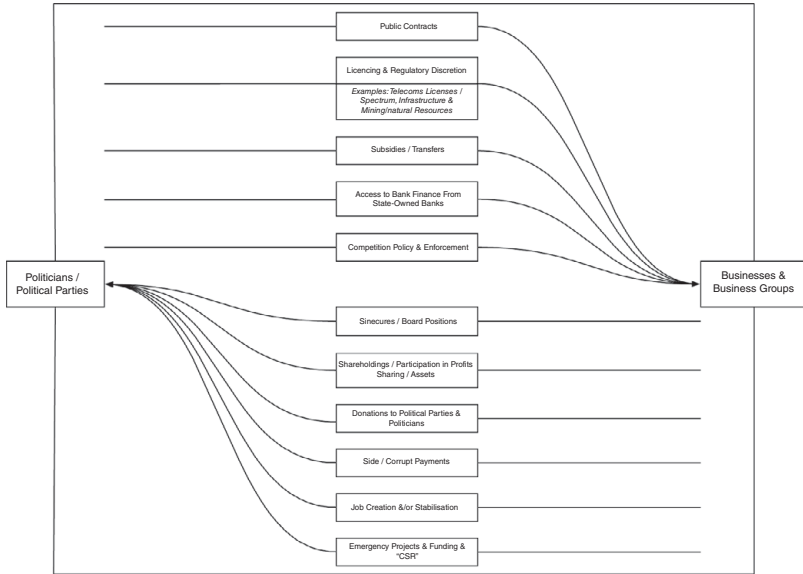 Public Contracts
Licencing & Regulatory Discretion
Examples: Telecoms Licenses /
Spectrum, Infrastructure &
Mining/natural Resources
Subsidies / Transfers
Access to Bank Finance From
State-Owned Banks
Competition Policy & Enforcement
Politicians /
Political Parties
Businesses &
Business Groups
Sinecures / Board Positions
Shareholdings / Participation in Profits
Sharing / Assets
Donations to Political Parties &
Politicians
Side / Corrupt Payments
Job Creation &/or Stabilisation
Emergency Projects & Funding &
"CSR"